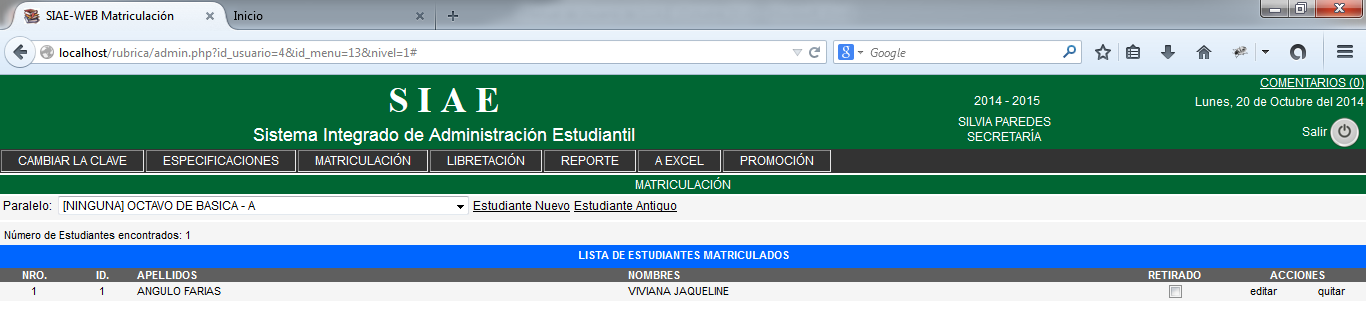 SIAE-WEB Matriculación Inicio
localhost/rubrica/admin.php?id_usuario=4&id_menu=13&nivel=1# Google
COMENTARIOS (0)
S I A E 2014 - 2015 Lunes, 20 de Octubre del 2014
Sistema Integrado de Administración Estudiantil SILVIA PAREDES Salir
SECRETARÍA
CAMBIAR LA CLAVE ESPECIFICACIONES MATRICULACIÓN LIBRETACIÓN REPORTE A EXCEL PROMOCIÓN
MATRICULACIÓN
Paralelo: [NINGUNA] OCTAVO DE BASICA - A Estudiante Nuevo Estudiante Antiguo
Número de Estudiantes encontrados: 1
LISTA DE ESTUDIANTES MATRICULADOS
NRO. ID. APELLIDOS NOMBRES RETIRADO ACCIONES
1 1 ANGULO FARIAS VIVIANA JAQUELINE editar quitar